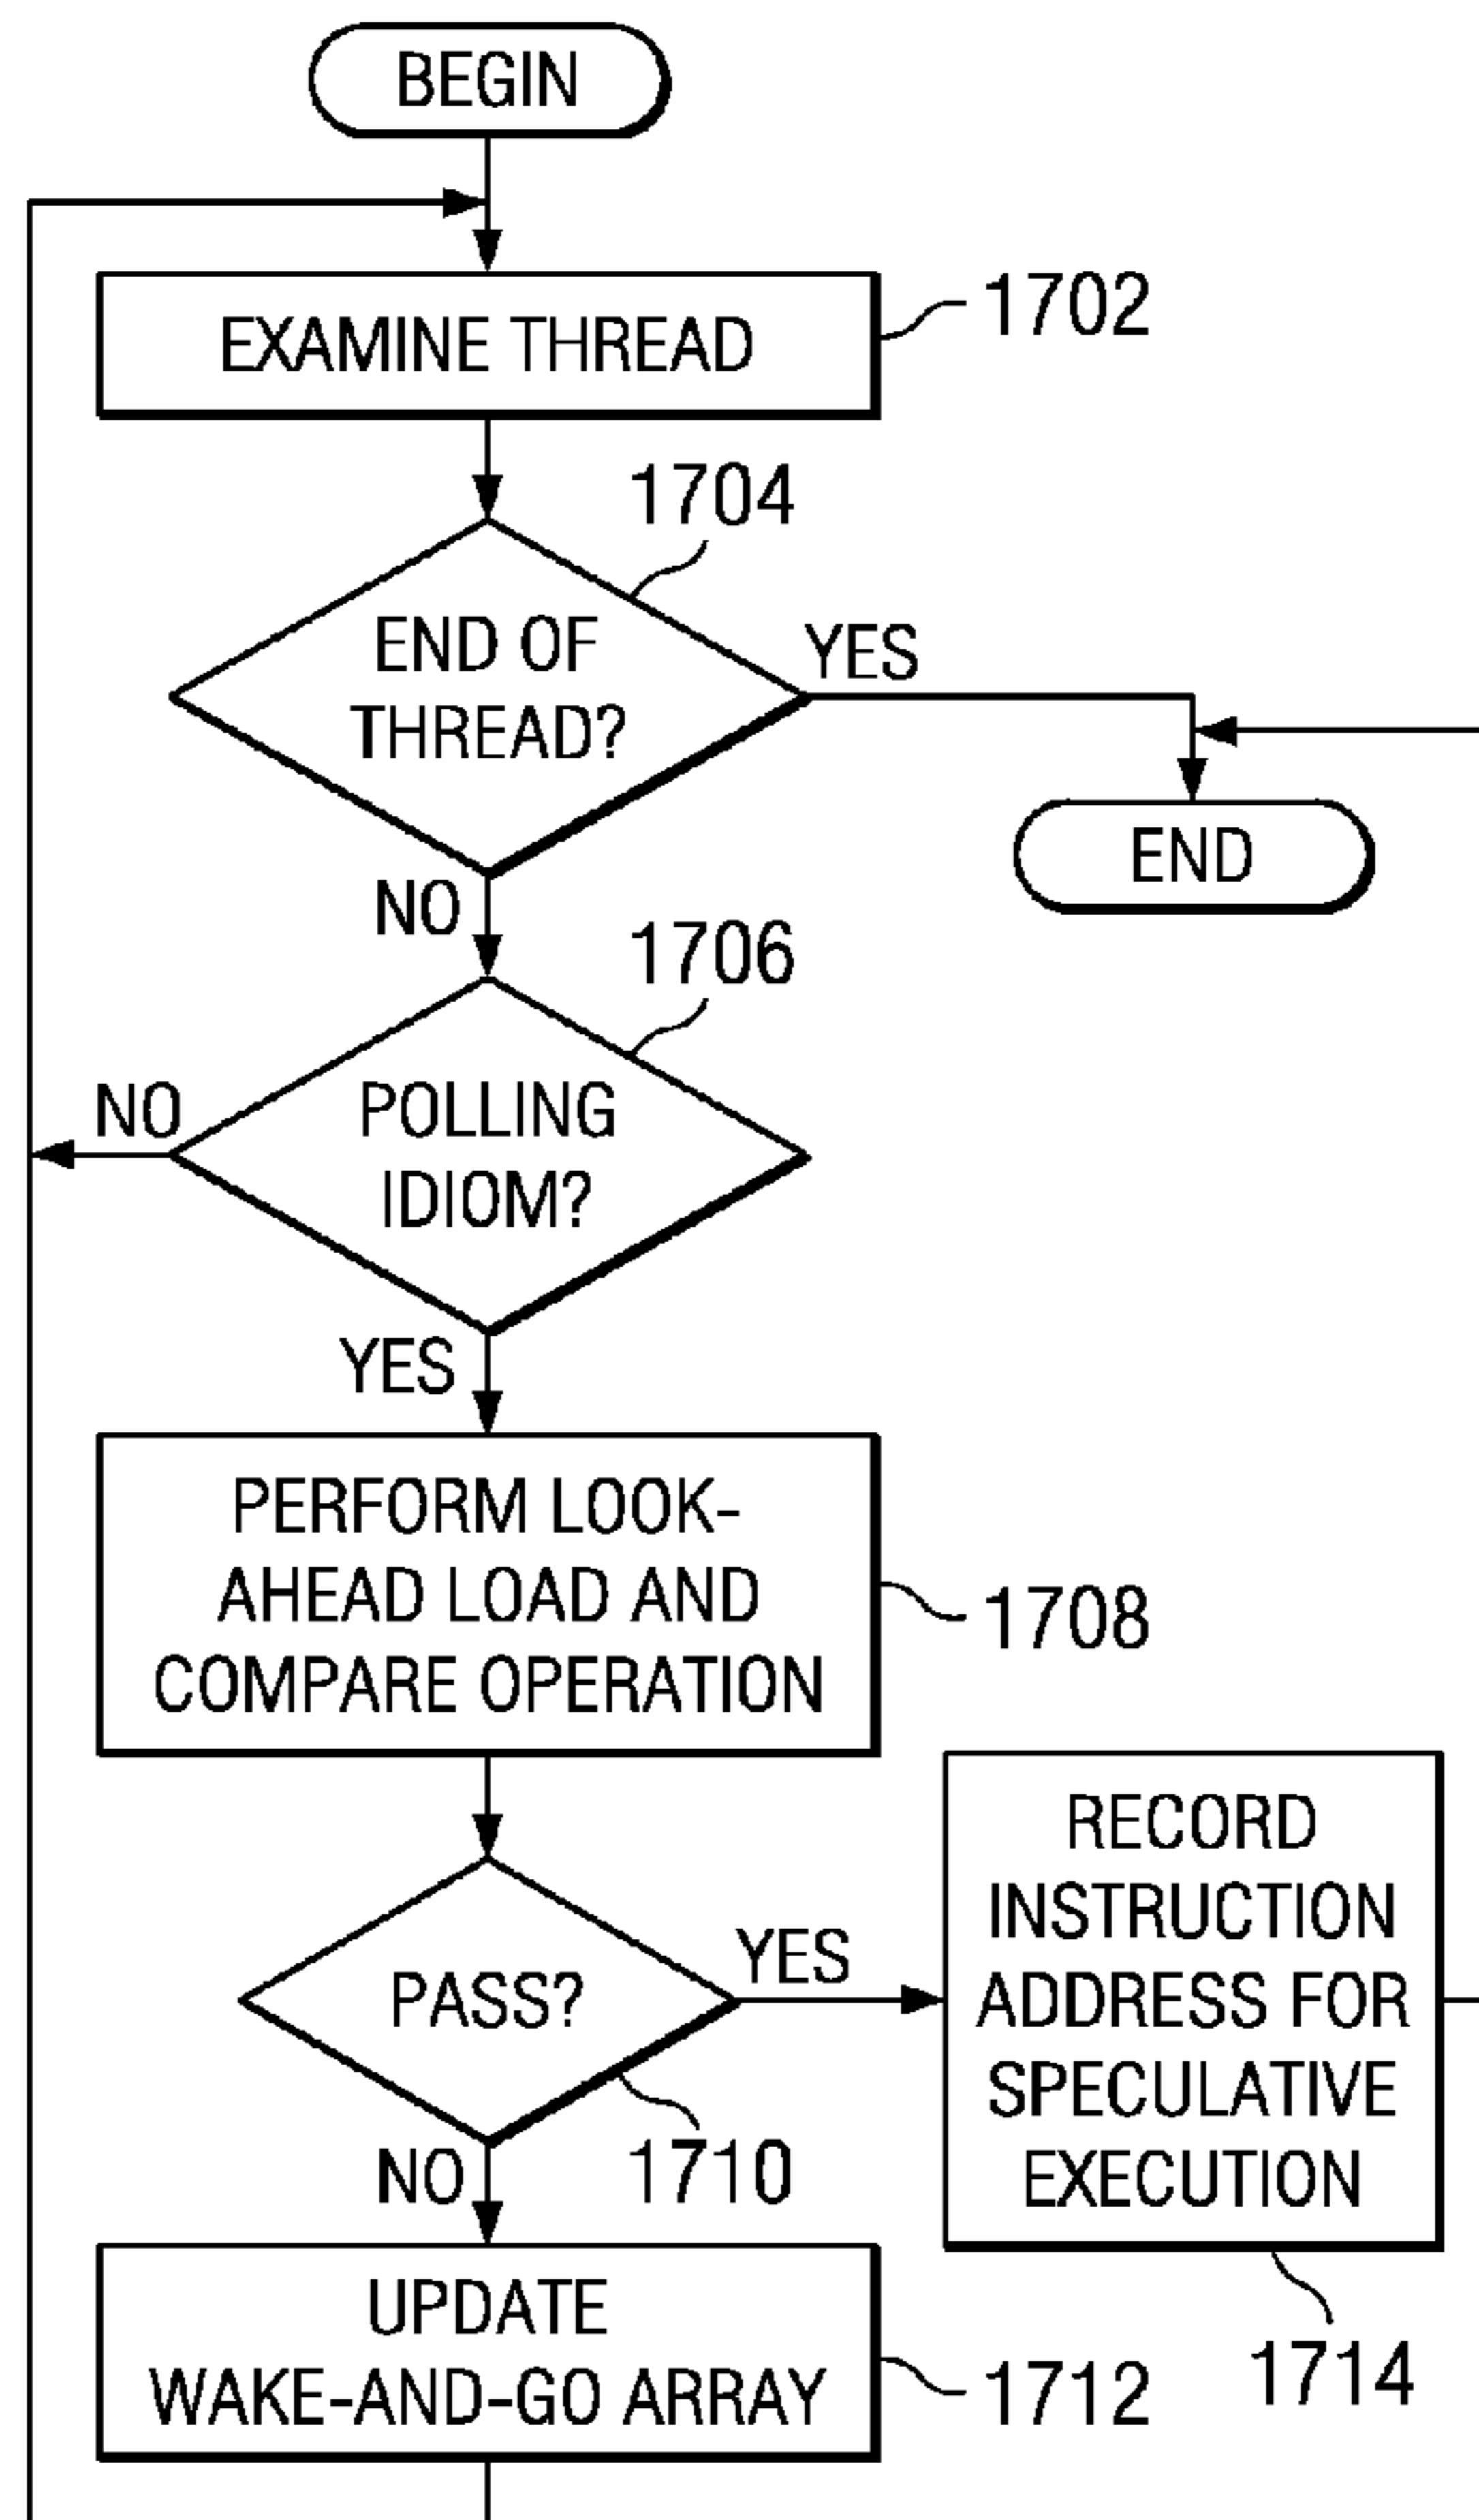 BEGIN
EXAMINE THREAD
1702
1704
END OF
THREAD?
YES
END
NO
1706
NO
POLLING
IDIOM?
YES
PERFORM LOOK-
AHEAD LOAD AND
COMPARE OPERATION
1708
PASS?
YES
RECORD
INSTRUCTION
ADDRESS FOR
SPECULATIVE
EXECUTION
NO
1710
UPDATE
WAKE-AND-GO ARRAY
1712
1714